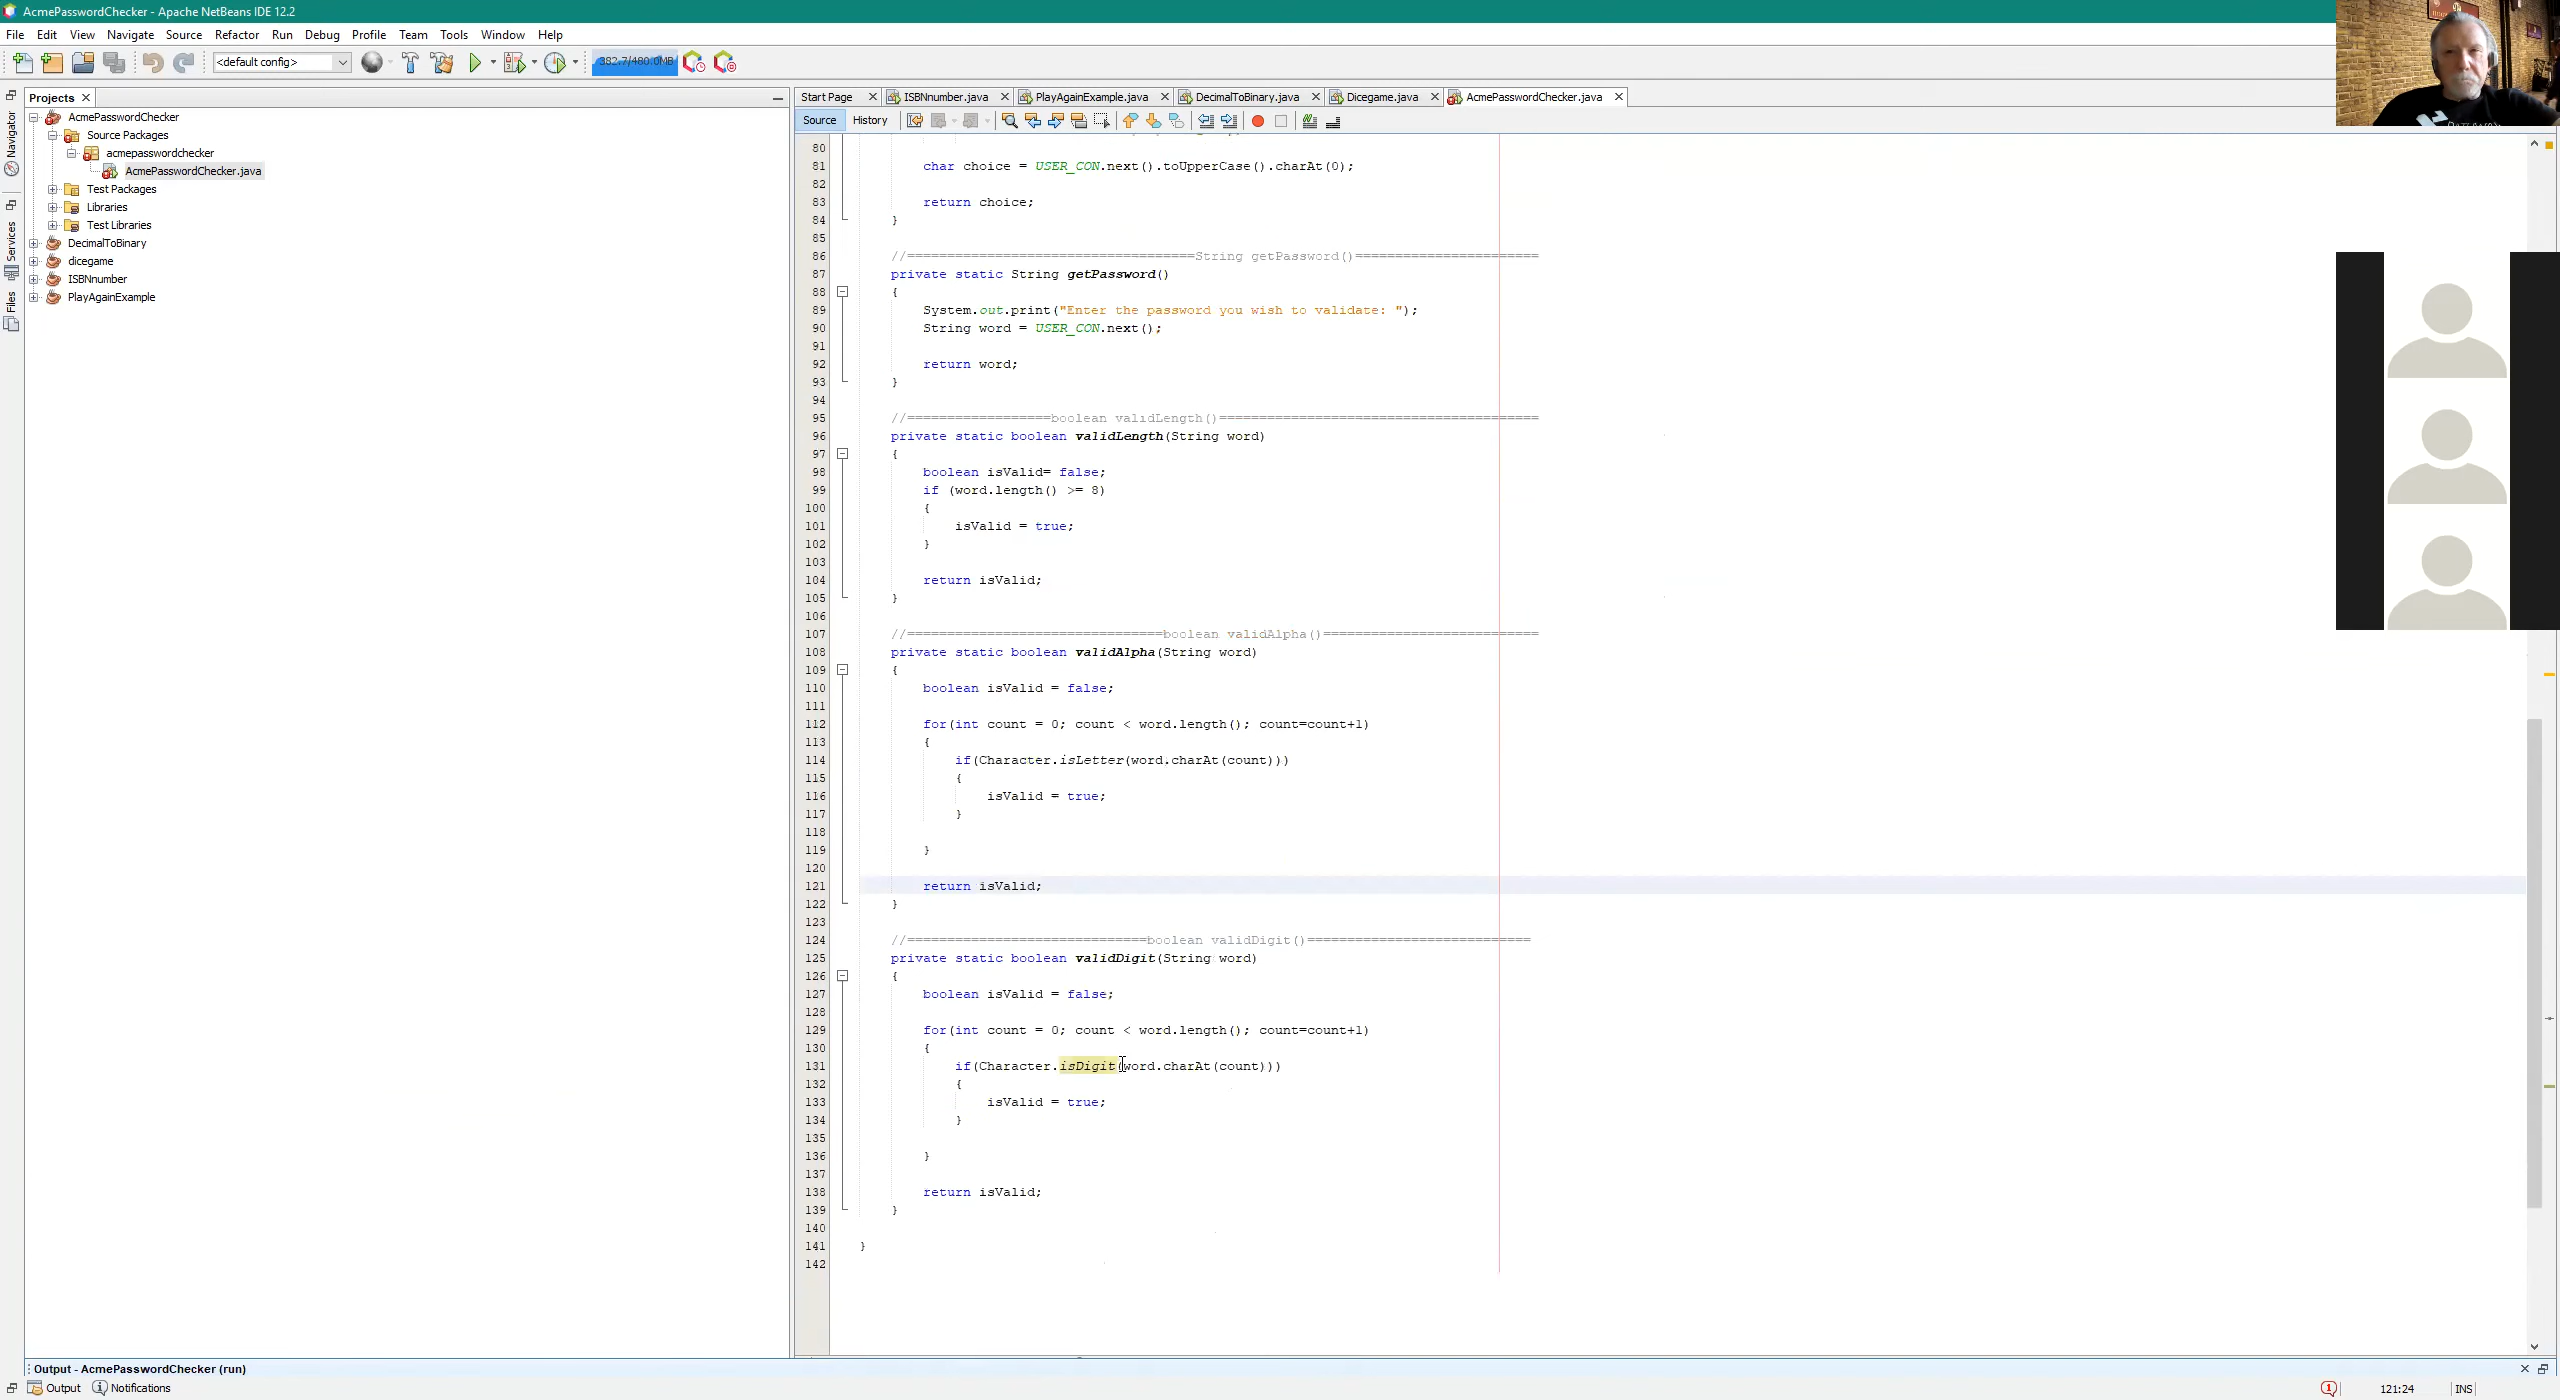 AcmePasswordChecker - Apache NetBeans IDE 12.2
File Edit View Navigate Source Refactor Run Debug Profile Team Tools Window Help
<default config> 382.7/480.0MB
Projects
Start Page ISBNnumber.java PlayAgainExample.java DecimalToBinary.java Dicegame.java AcmePasswordChecker.java
Source History
Navigator
Services
Files
AcmePasswordChecker
Source Packages
acmepasswordchecker
AcmePasswordChecker.java
Test Packages
Libraries
Test Libraries
DecimalToBinary
dicegame
ISBNnumber
PlayAgainExample
80
81 char choice = USER_CON.next().toUpperCase().charAt(0);
82
83 return choice;
84 }
85
86 //====================================String getPassword()=======================
87 private static String getPassword()
88 {
89 System.out.print("Enter the password you wish to validate: ");
90 String word = USER_CON.next();
91
92 return word;
93 }
94
95 //==================boolean validLength()========================================
96 private static boolean validLength(String word)
97 {
98 boolean isValid= false;
99 if (word.length() >= 8)
100 {
101 isValid = true;
102 }
103
104 return isValid;
105 }
106
107 //================================boolean validAlpha()===========================
108 private static boolean validAlpha(String word)
109 {
110 boolean isValid = false;
111
112 for(int count = 0; count < word.length(); count=count+1)
113 {
114 if(Character.isLetter(word.charAt(count)))
115 {
116 isValid = true;
117 }
118
119 }
120
121 return isValid;
122 }
123
124 //==============================boolean validDigit()============================
125 private static boolean validDigit(String word)
126 {
127 boolean isValid = false;
128
129 for(int count = 0; count < word.length(); count=count+1)
130 {
131 if(Character.isDigit(word.charAt(count)))
132 {
133 isValid = true;
134 }
135
136 }
137
138 return isValid;
139 }
140
141 }
142
Output - AcmePasswordChecker (run)
Output Notifications
1 121:24 INS